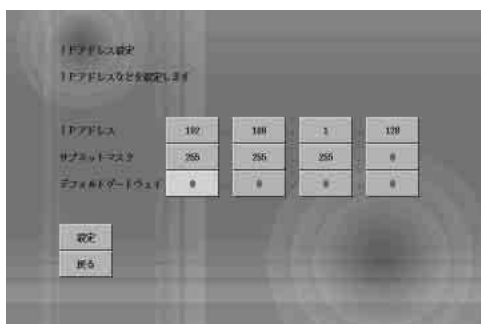 IPアドレス設定
IPアドレスなどを設定します
IPアドレス 192 168 1 128
サブネットマスク 255 255 255 0
デフォルトゲートウェイ 0 0 0 0
設定
戻る